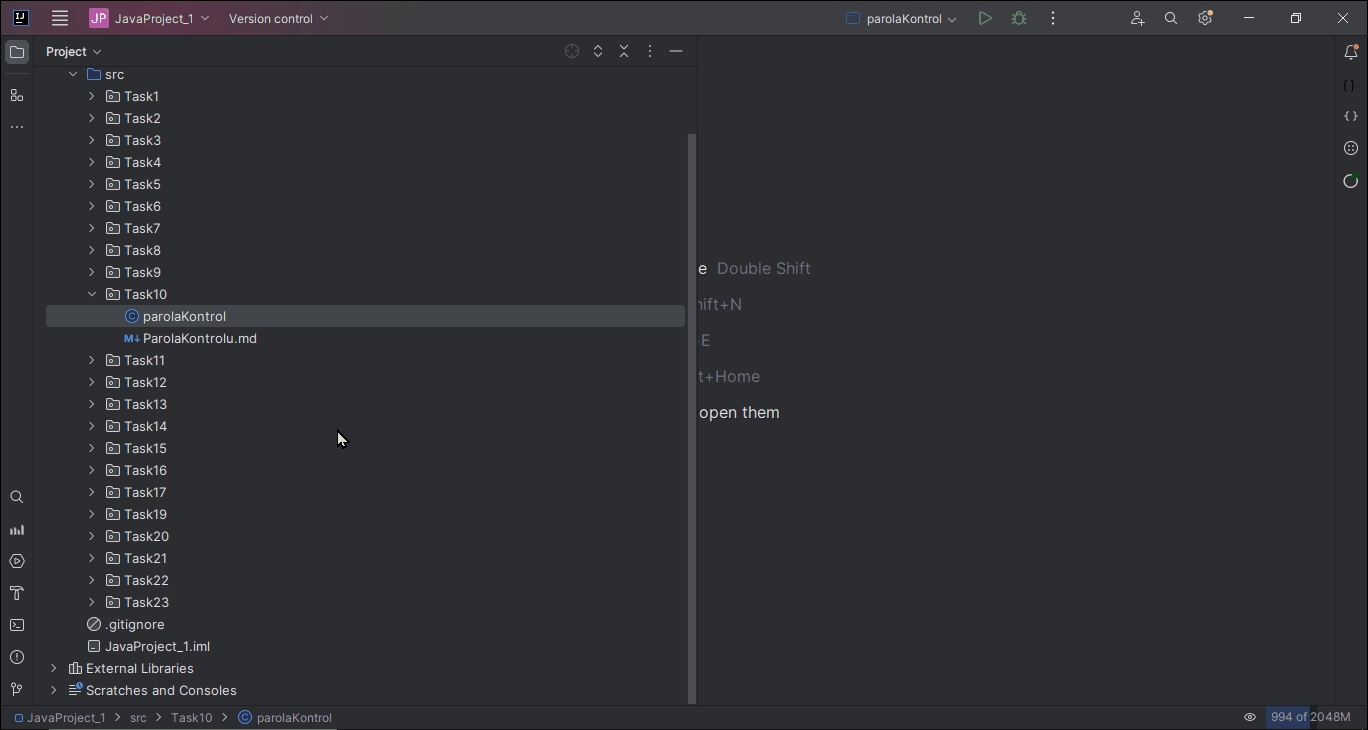 JP JavaProject_1 Version control parolaKontrol
Project
src
Task1
Task2
Task3
Task4
Task5
Task6
Task7
Task8
Task9
Task10
parolaKontrol
ParolaKontrolu.md
Task11
Task12
Task13
Task14
Task15
Task16
Task17
Task19
Task20
Task21
Task22
Task23
.gitignore
JavaProject_1.iml
External Libraries
Scratches and Consoles
e Double Shift
ift+N
E
t+Home
open them
JavaProject_1 > src > Task10 > parolaKontrol 994 of 2048M